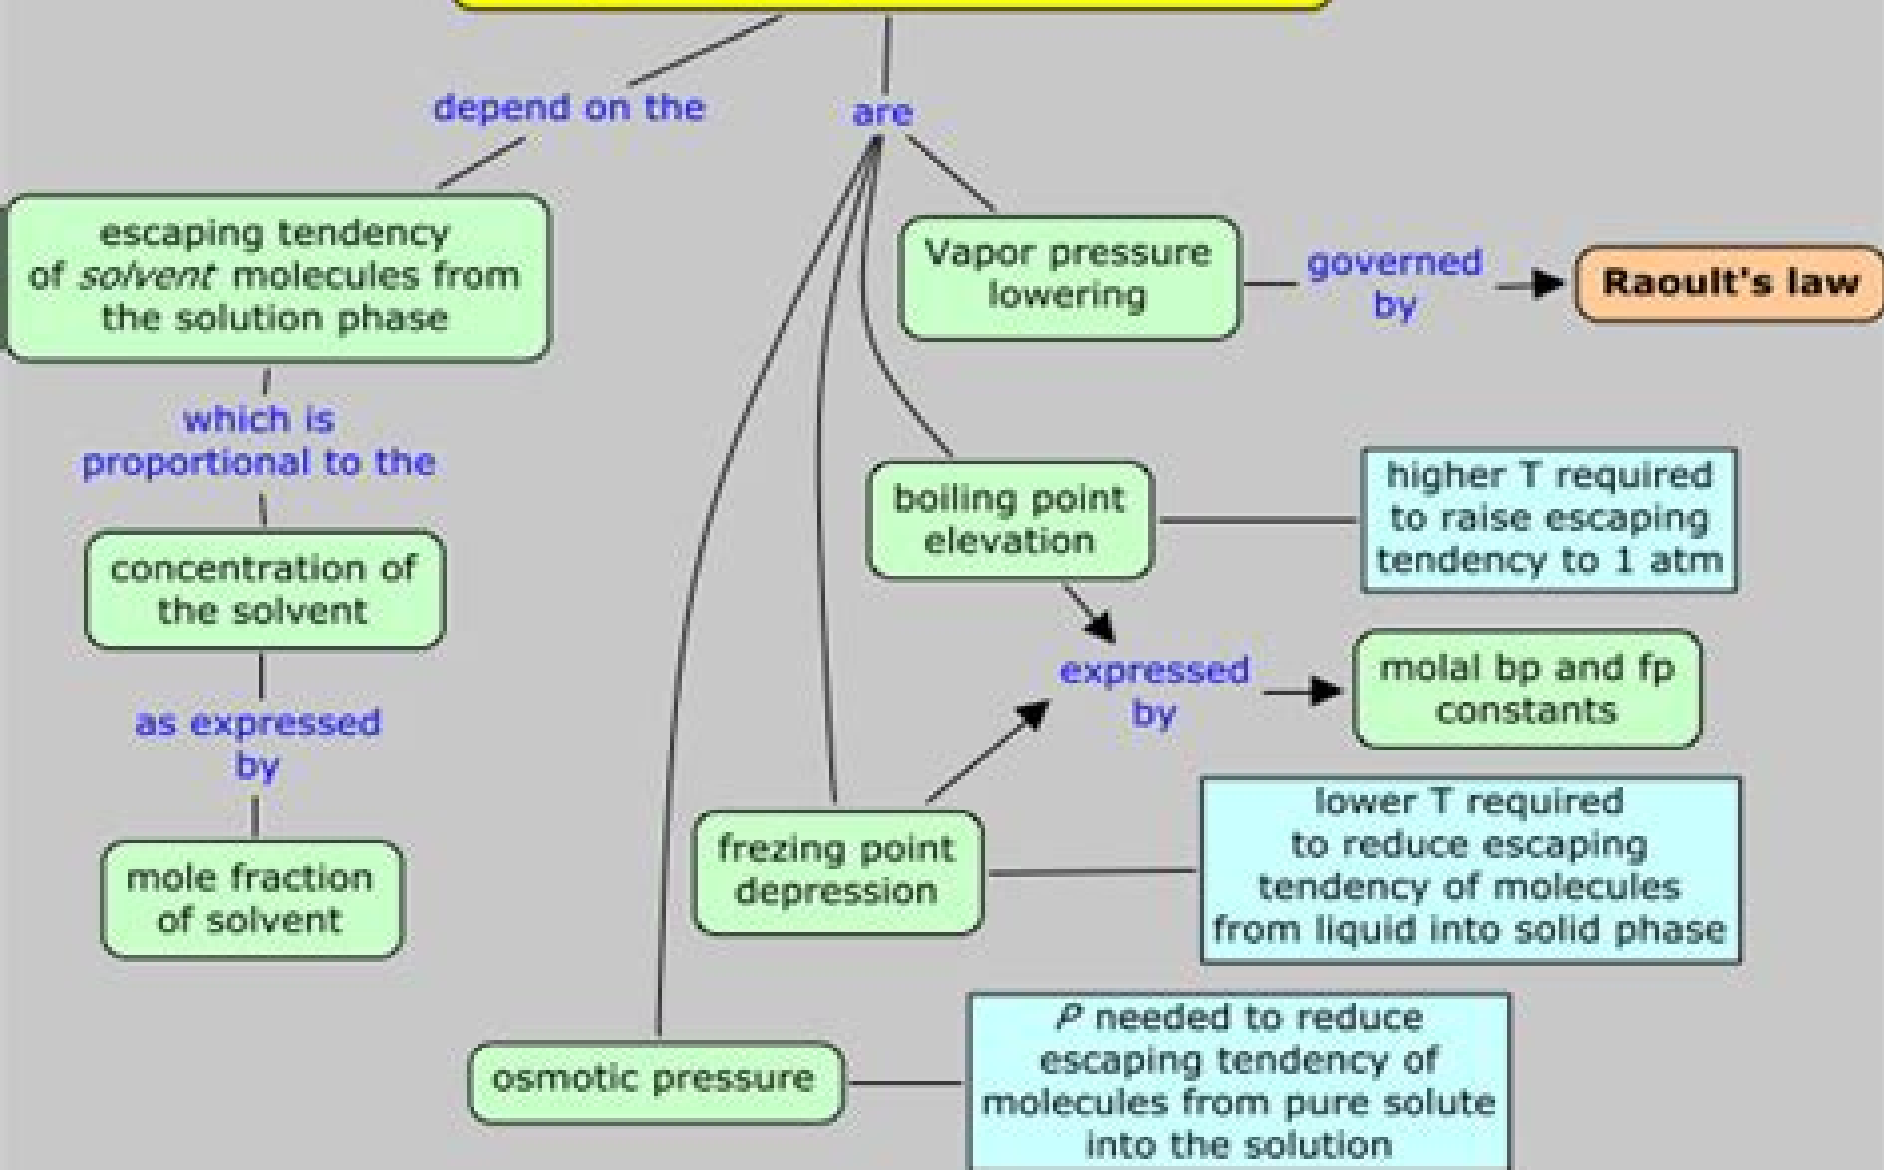 depend on the
are
escaping tendency
of solvent molecules from
the solution phase
Vapor pressure
lowering
governed
by
Raoult's law
which is
proportional to the
boiling point
elevation
higher T required
to raise escaping
tendency to 1 atm
concentration of
the solvent
expressed
by
molal bp and fp
constants
as expressed
by
lower T required
to reduce escaping
tendency of molecules
from liquid into solid phase
frezing point
depression
mole fraction
of solvent
osmotic pressure
P needed to reduce
escaping tendency of
molecules from pure solute
into the solution